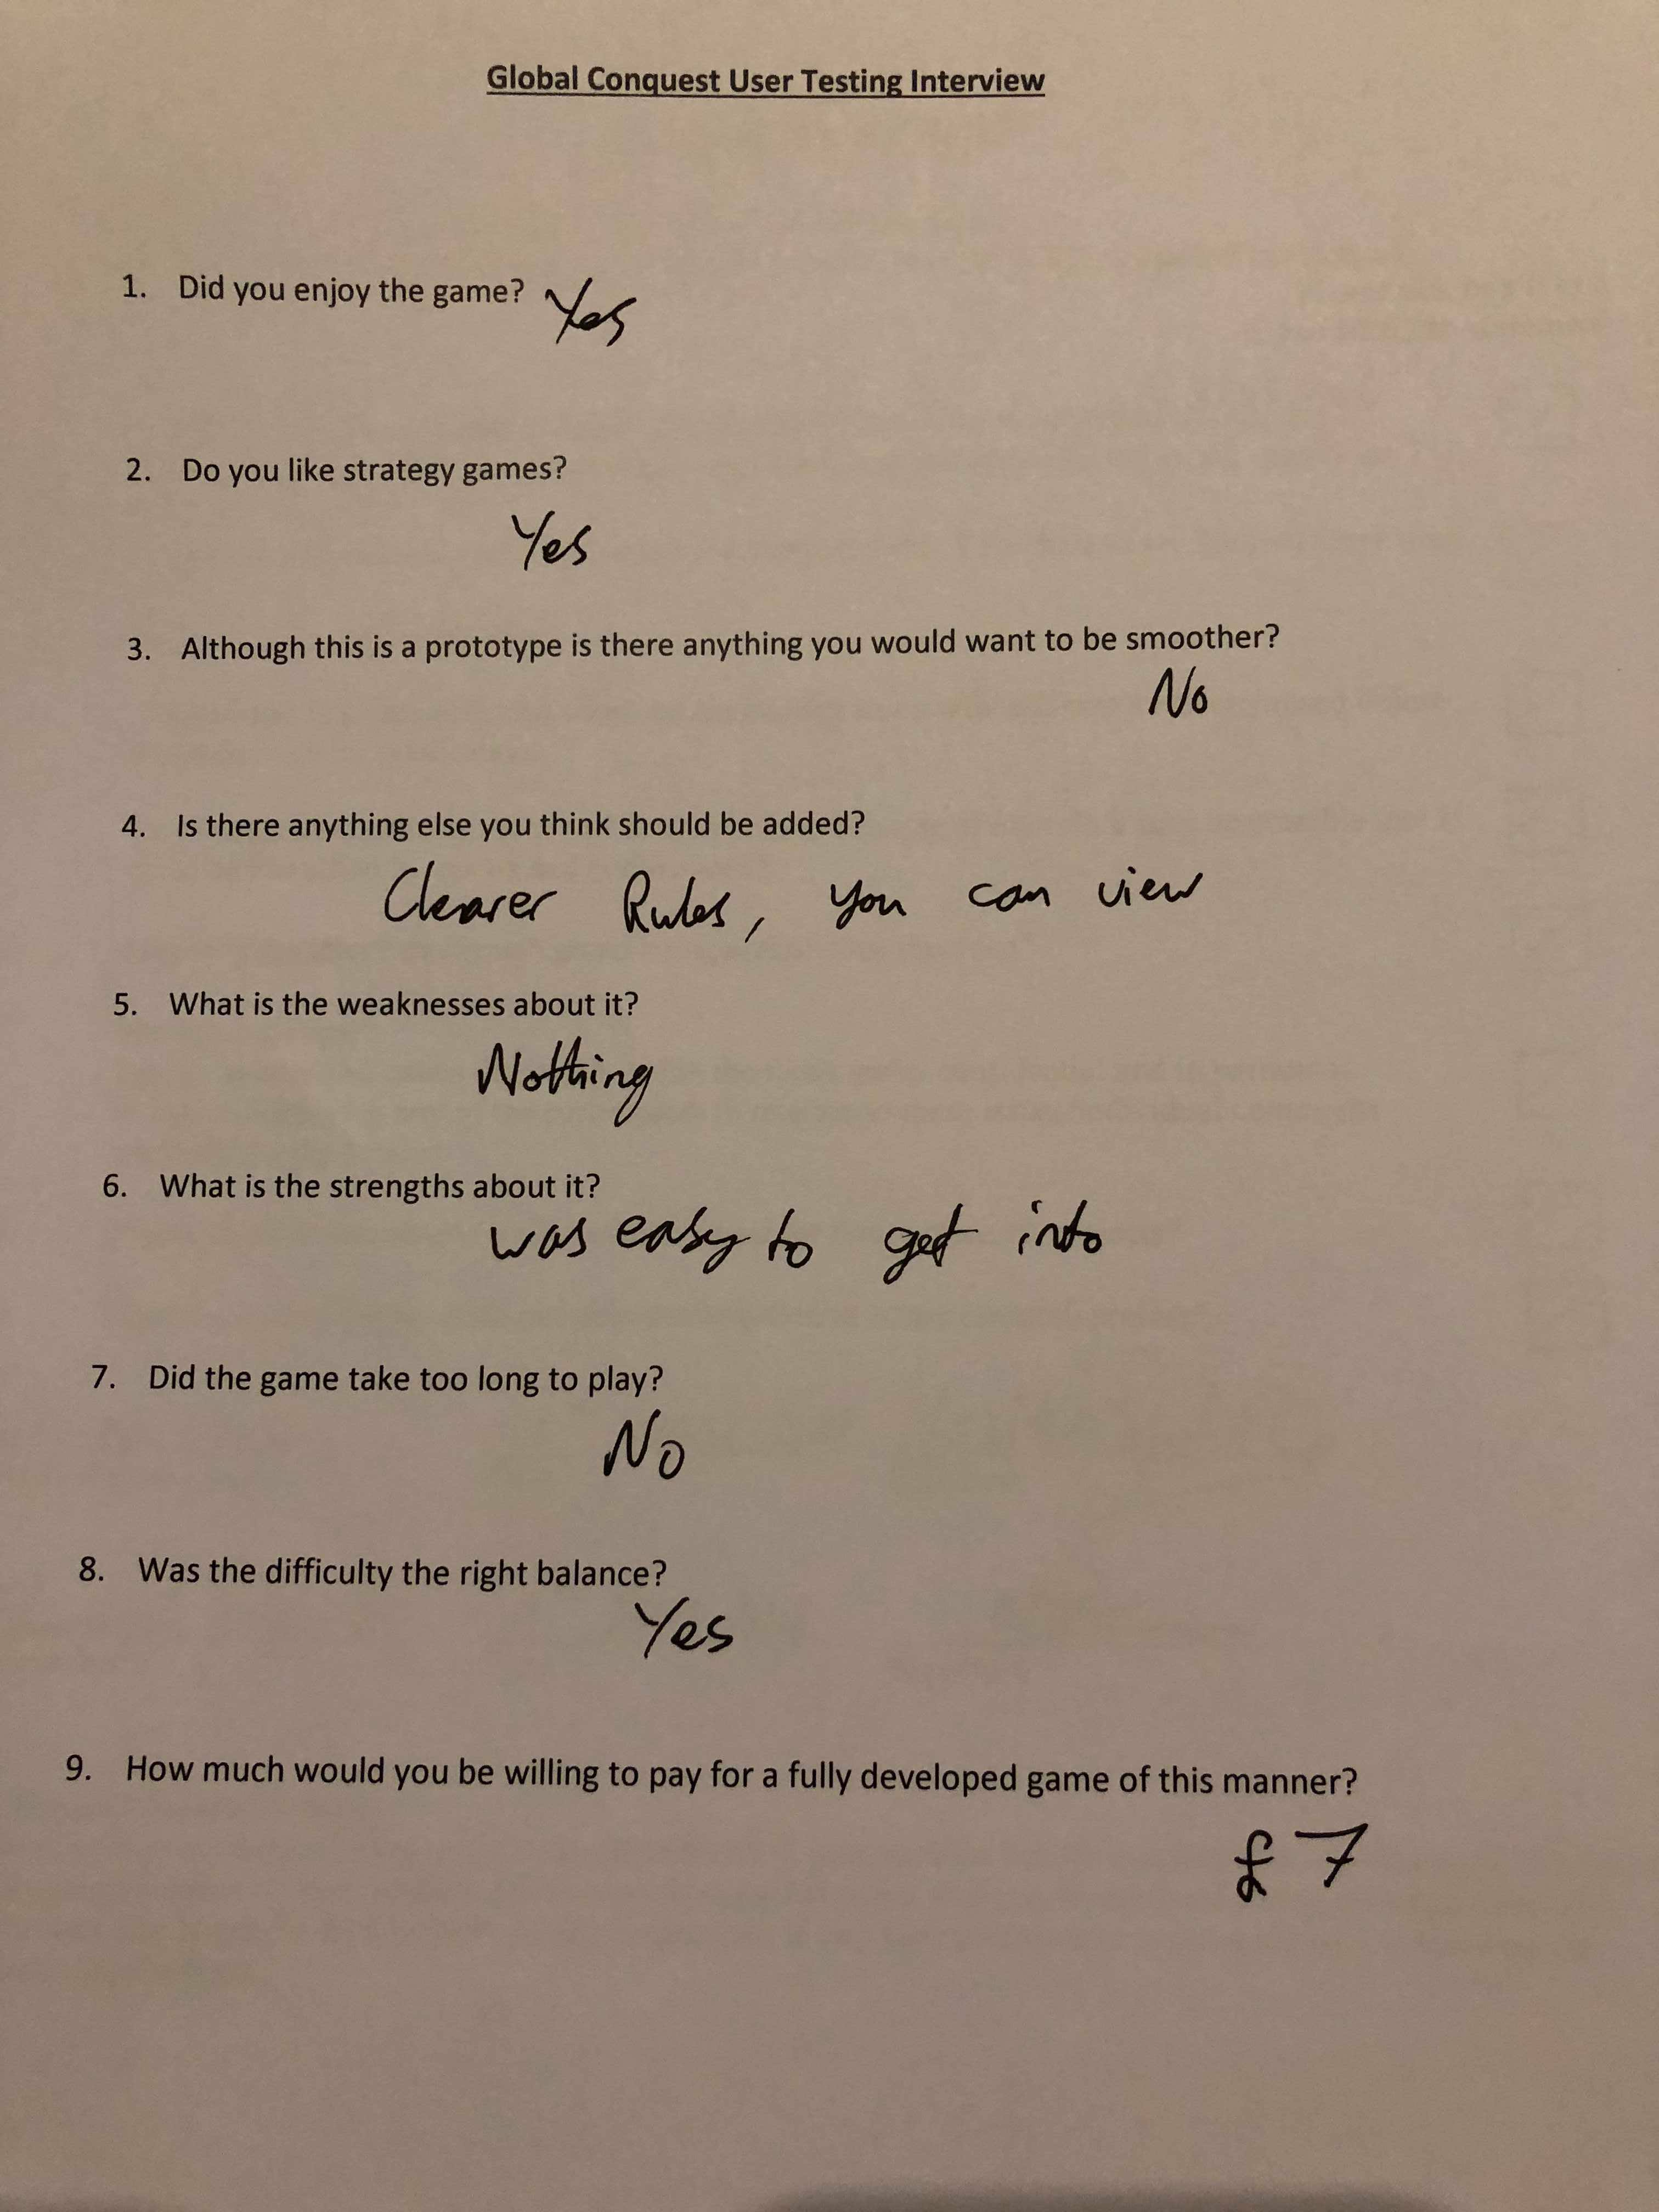 Global Conquest User Testing Interview
1. Did you enjoy the game? Yes
2. Do you like strategy games?
Yes
3. Although this is a prototype is there anything you would want to be smoother?
No
4. Is there anything else you think should be added?
Clearer Rules, you can view
5. What is the weaknesses about it?
Nothing
6. What is the strengths about it?
was easy to get into
7. Did the game take too long to play?
No
8. Was the difficulty the right balance?
Yes
9. How much would you be willing to pay for a fully developed game of this manner?
£7